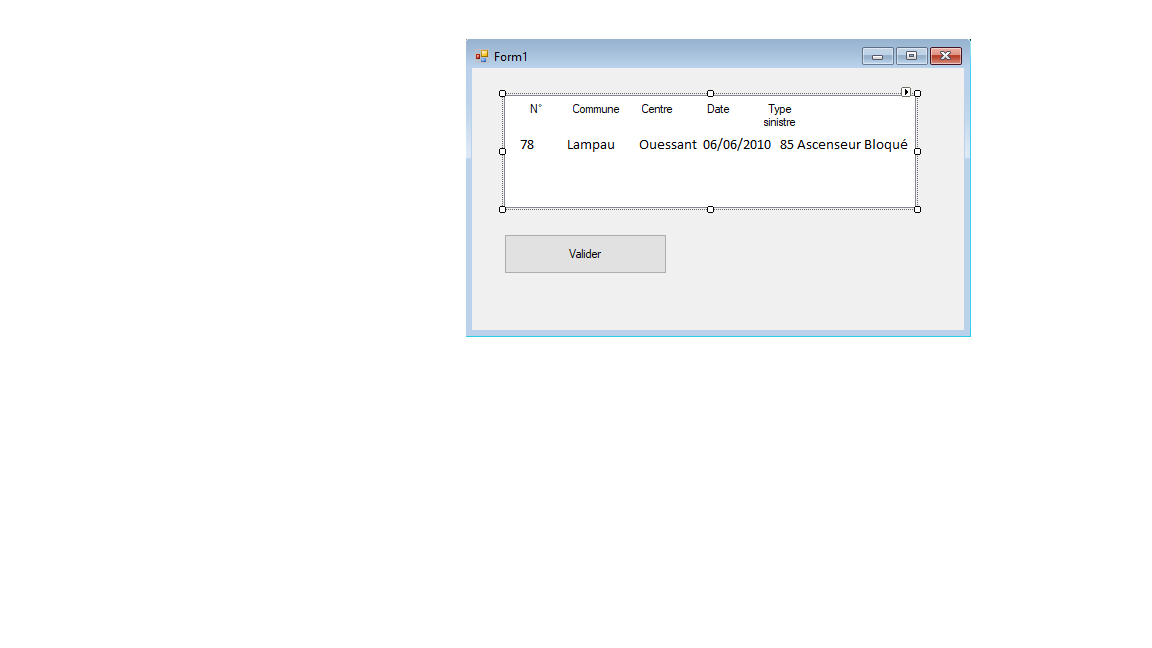 Form1
N° Commune Centre Date Type
sinistre
78 Lampau Ouessant 06/06/2010 85 Ascenseur Bloqué
Valider